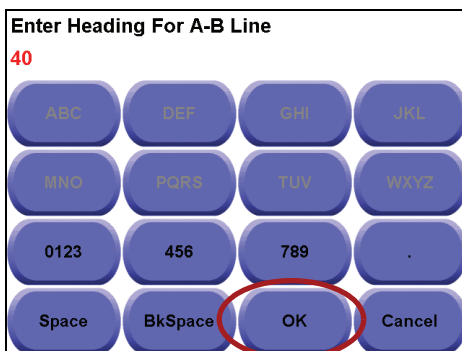 Enter Heading For A-B Line
40
ABC DEF GHI JKL
MNO PQRS TUV WXYZ
0123 456 789 .
Space BkSpace OK Cancel